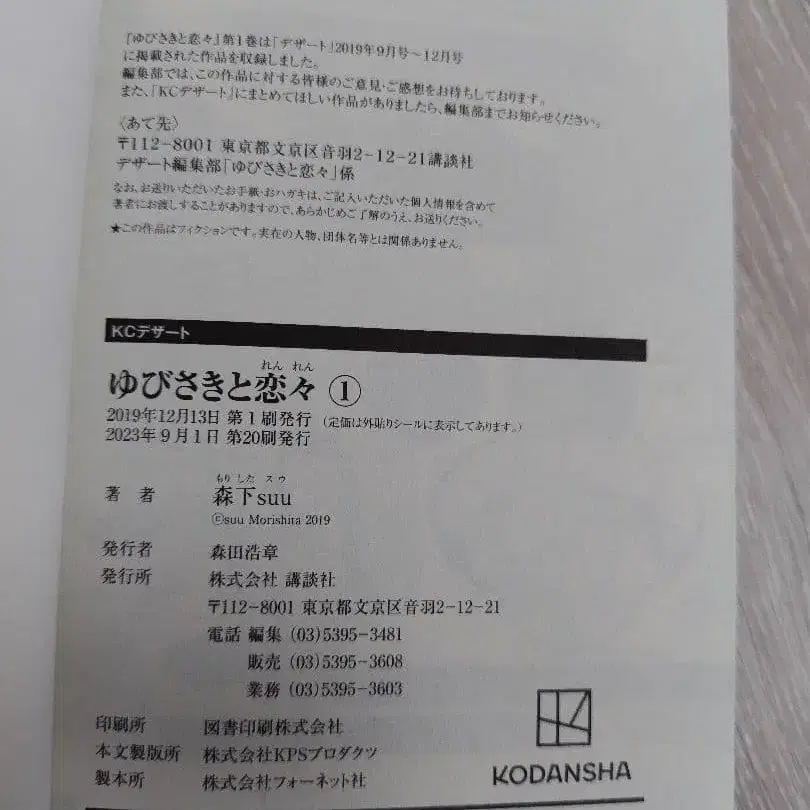 『ゆびさきと恋々』第1巻は「デザート」2019年9月号〜12月号
に掲載された作品を収録しました。
編集部では、この作品に対する皆様のご意見・ご感想をお待ちしております。
また、「KCデザート」にまとめてほしい作品がありましたら、編集部までお知らせください。
〈あて先〉
〒112-8001 東京都文京区音羽2-12-21講談社
デザート編集部「ゆびさきと恋々」係
なお、お送りいただいたお手紙・おハガキは、ご記入いただいた個人情報を含めて
著者にお渡しすることがありますので、あらかじめご了解のうえ、お送りください。
★この作品はフィクションです。実在の人物、団体名等とは関係ありません。
KCデザート
れん れん
ゆびさきと恋々 ①
2019年12月13日 第1刷発行 (定価は外貼りシールに表示してあります。)
2023年9月1日 第20刷発行
もり した スウ
著者 森下suu
©suu Morishita 2019
発行者 森田浩章
発行所 株式会社 講談社
〒112-8001 東京都文京区音羽2-12-21
電話 編集 (03)5395-3481
販売 (03)5395-3608
業務 (03)5395-3603
印刷所 図書印刷株式会社
本文製版所 株式会社KPSプロダクツ
製本所 株式会社フォーネット社
KODANSHA